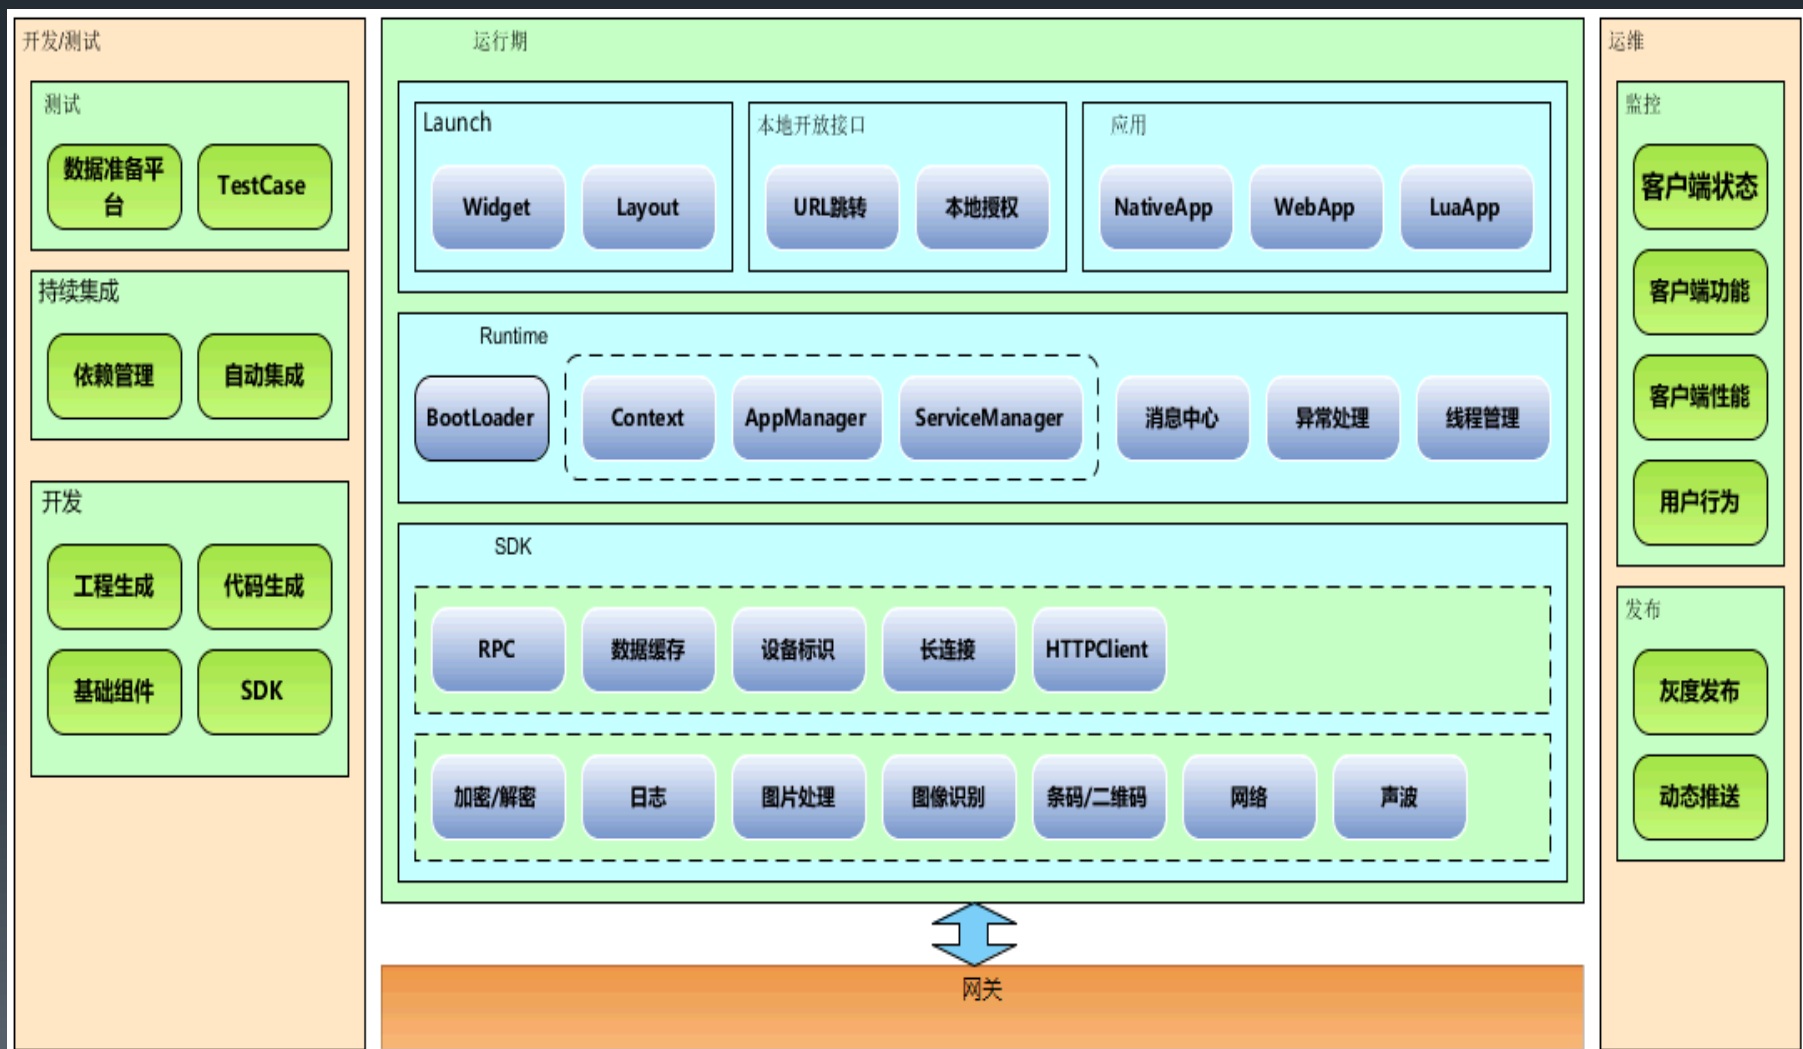 开发/测试
测试
数据准备平
台
TestCase
持续集成
依赖管理
自动集成
开发
工程生成
代码生成
基础组件
SDK
运行期
Launch
Widget
Layout
本地开放接口
URL跳转
本地授权
应用
NativeApp
WebApp
LuaApp
Runtime
BootLoader
Context
AppManager
ServiceManager
消息中心
异常处理
线程管理
SDK
RPC
数据缓存
设备标识
长连接
HTTPClient
加密/解密
日志
图片处理
图像识别
条码/二维码
网络
声波
网关
运维
监控
客户端状态
客户端功能
客户端性能
用户行为
发布
灰度发布
动态推送